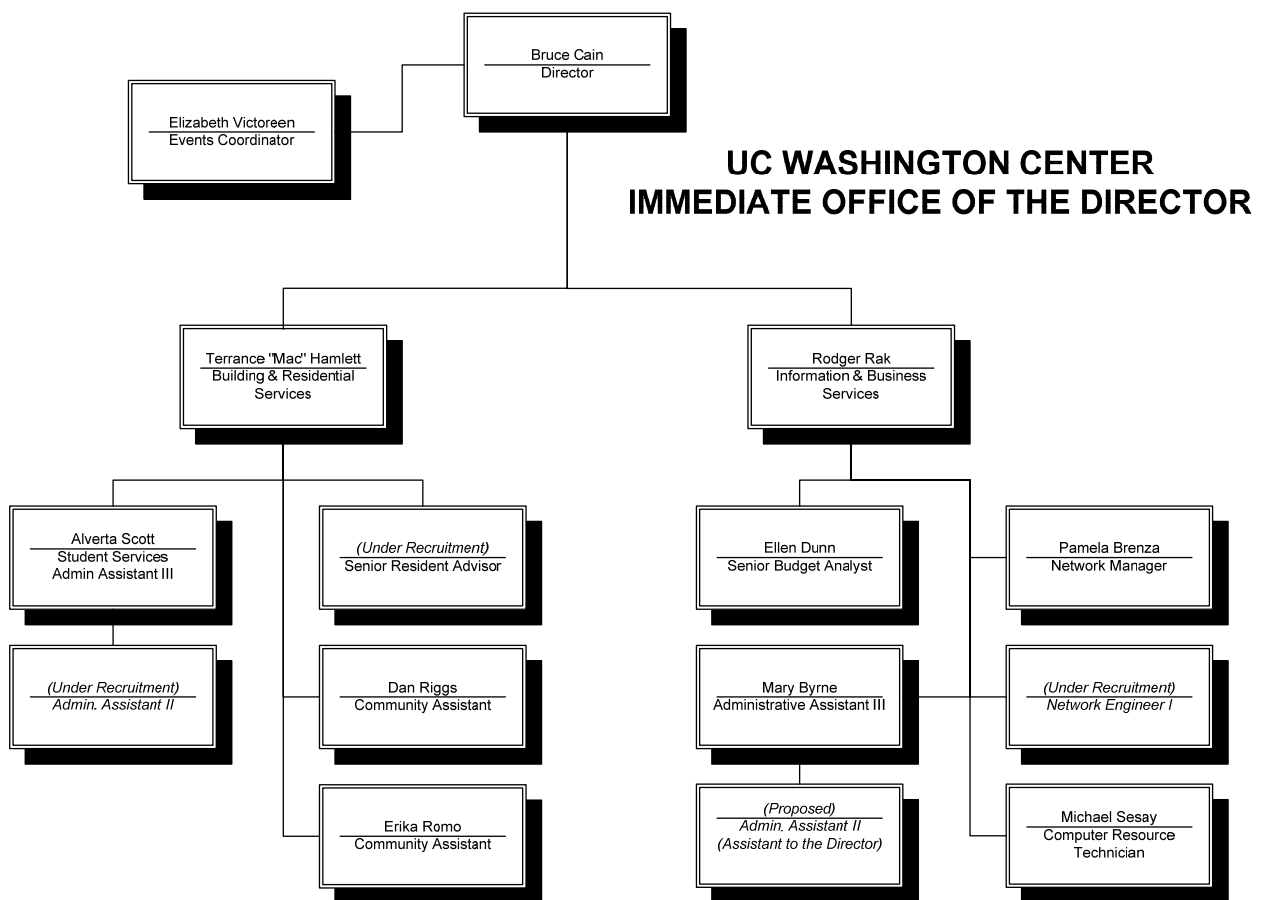 Bruce Cain
Director
Elizabeth Victoreen
Events Coordinator
UC WASHINGTON CENTER
IMMEDIATE OFFICE OF THE DIRECTOR
Terrance "Mac" Hamlett
Building & Residential
Services
Rodger Rak
Information & Business
Services
Alverta Scott
Student Services
Admin Assistant III
(Under Recruitment)
Senior Resident Advisor
Ellen Dunn
Senior Budget Analyst
Pamela Brenza
Network Manager
(Under Recruitment)
Admin. Assistant II
Dan Riggs
Community Assistant
Mary Byrne
Administrative Assistant III
(Under Recruitment)
Network Engineer I
Erika Romo
Community Assistant
(Proposed)
Admin. Assistant II
(Assistant to the Director)
Michael Sesay
Computer Resource
Technician